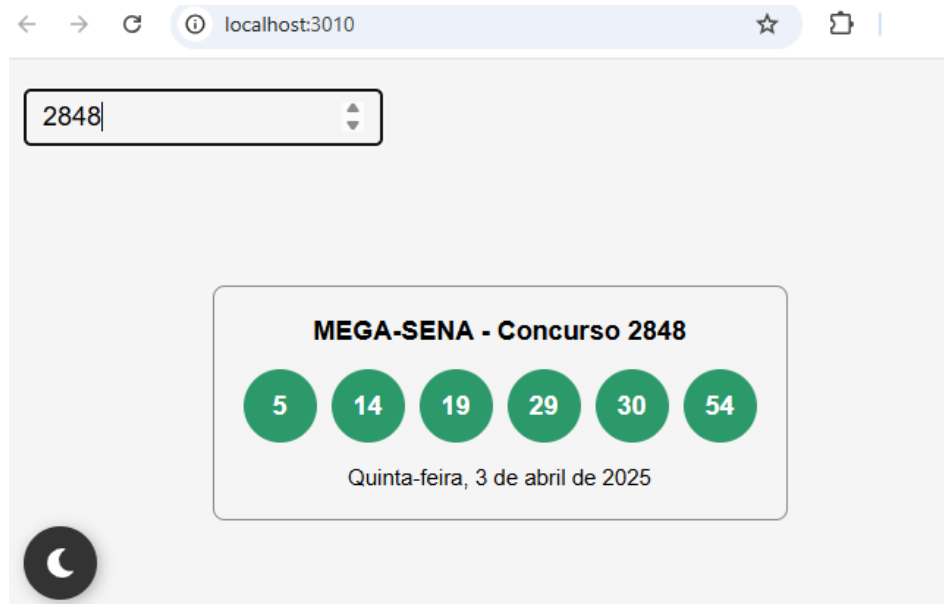 localhost:3010
2848
MEGA-SENA - Concurso 2848
5 14 19 29 30 54
Quinta-feira, 3 de abril de 2025